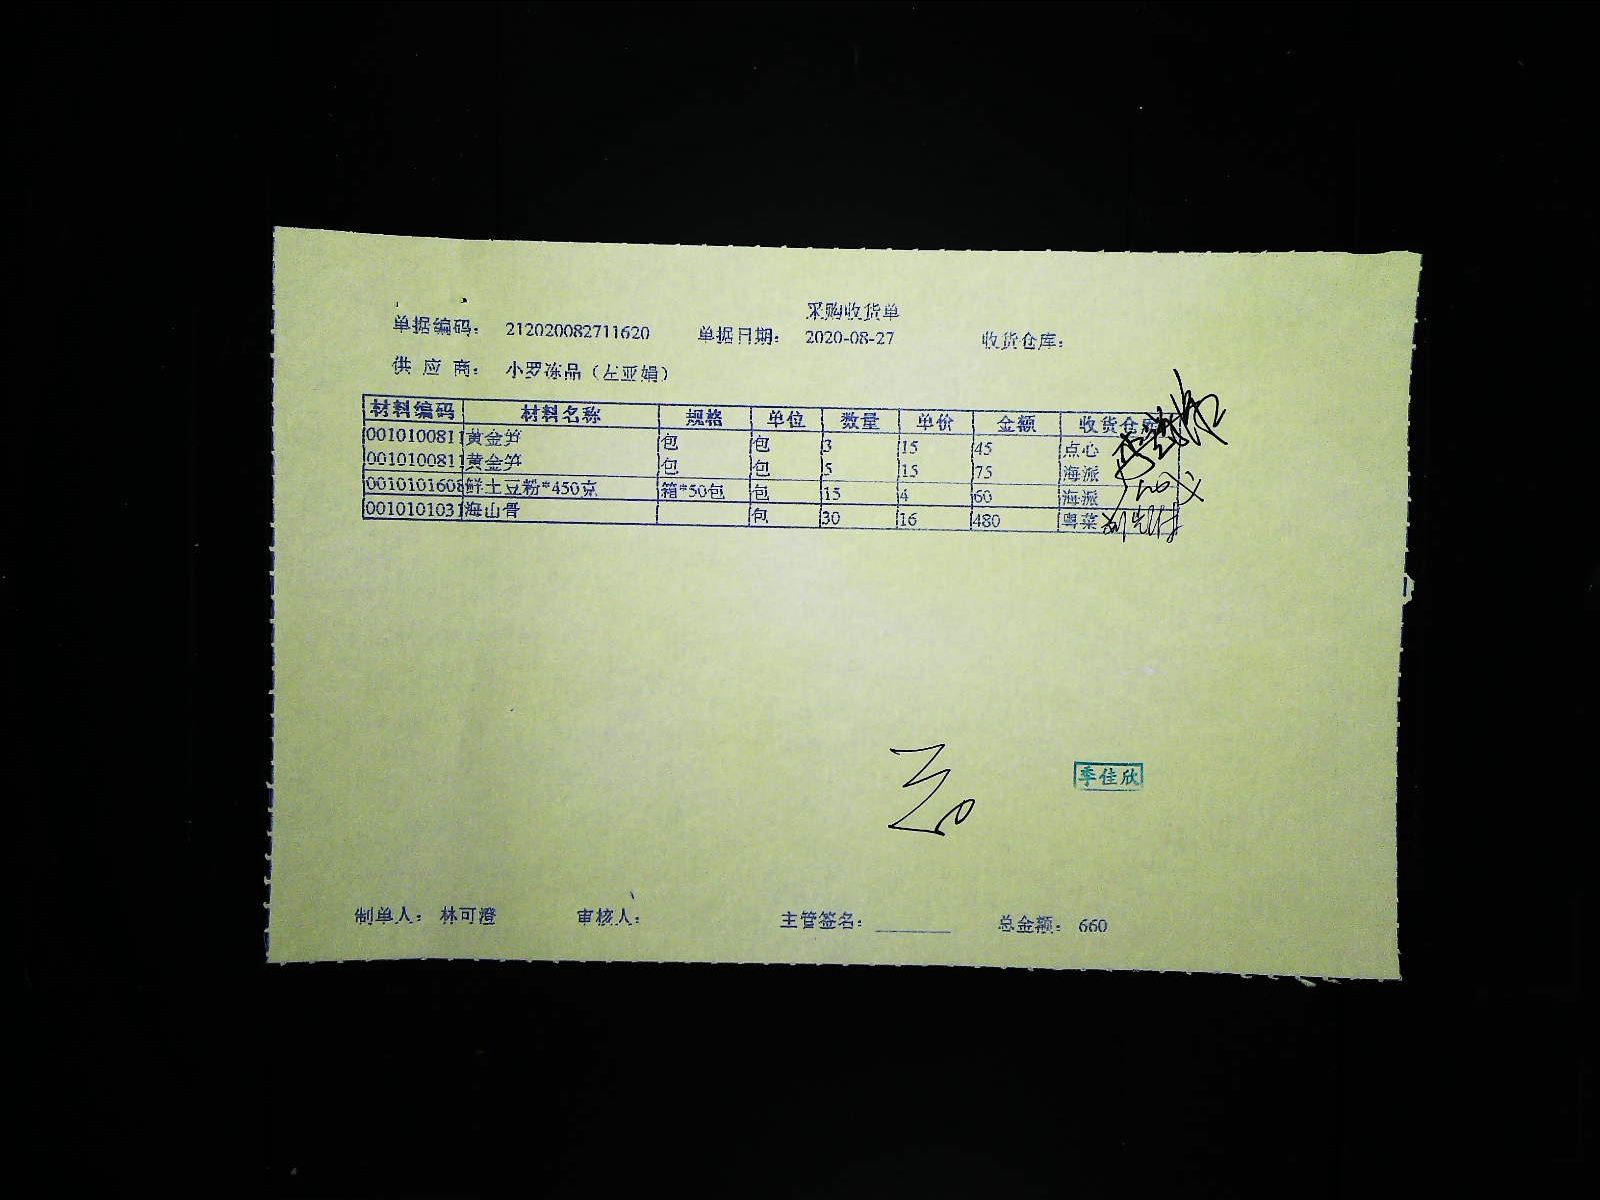 采购收货单
单据编码： 212020082711620 单据日期： 2020-08-27 收货仓库：
供 应 商： 小罗冻品（左亚娟）
材料编码 材料名称 规格 单位 数量 单价 金额 收货仓库
0010100811 黄金笋 包 包 3 15 45 点心
0010100811 黄金笋 包 包 5 15 75 海派
0010101608 鲜土豆粉*450克 箱*50包 包 15 4 60 海派
0010101031 海山骨 包 30 16 480 粤菜
季佳欣
制单人： 林可澄 审核人： 主管签名： 总金额： 660